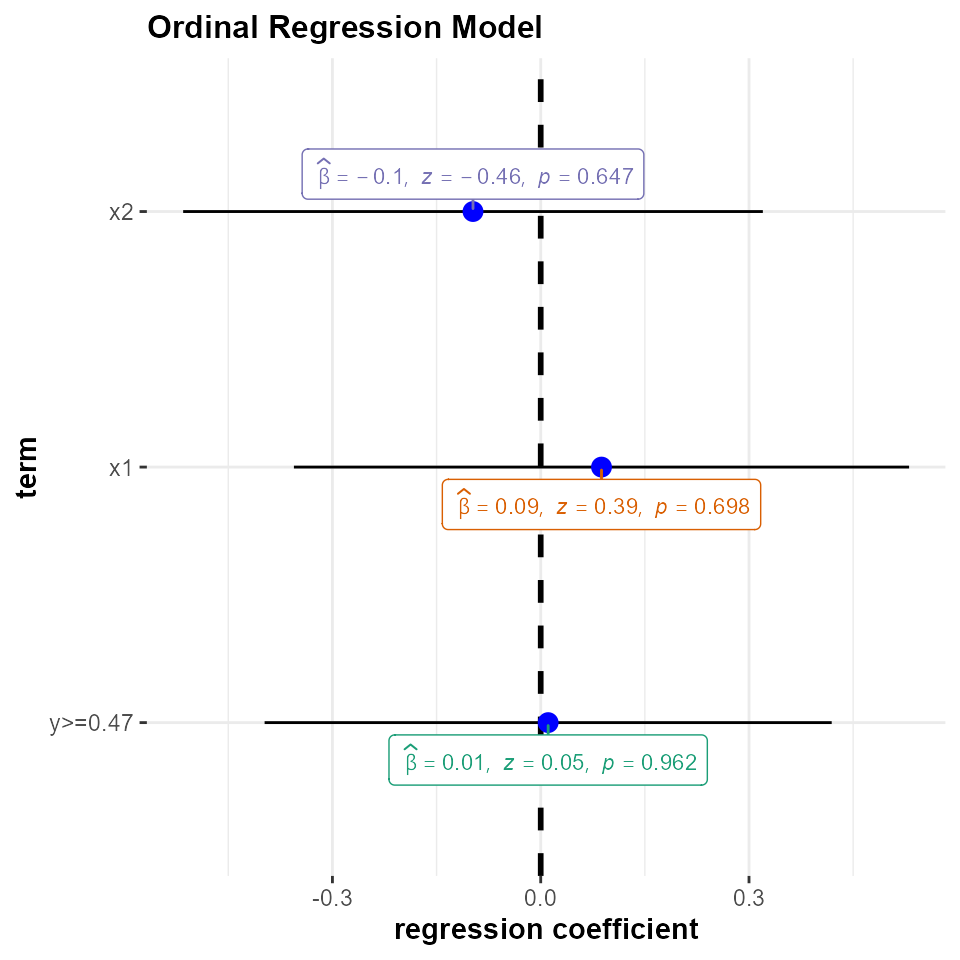 Ordinal Regression Model
term
x2
β̂ = −0.1, z = −0.46, p = 0.647
x1
β̂ = 0.09, z = 0.39, p = 0.698
y>=0.47
β̂ = 0.01, z = 0.05, p = 0.962
-0.3 0.0 0.3
regression coefficient